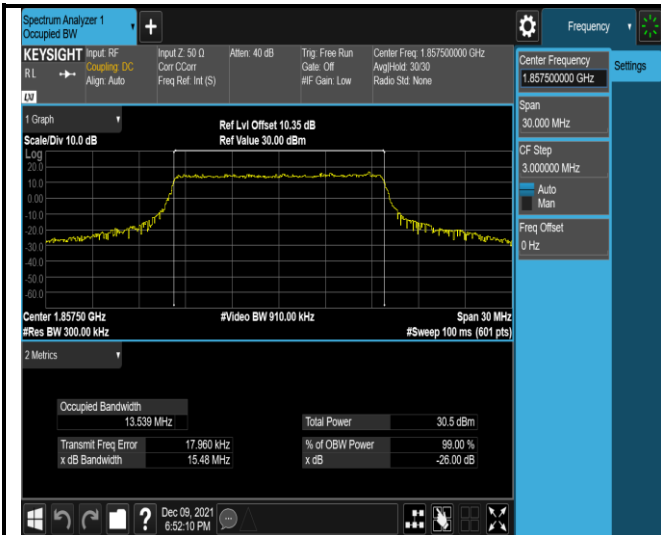 Spectrum Analyzer 1
Occupied BW
Frequency
KEYSIGHT
R L
LXI
Input: RF
Coupling: DC
Align: Auto
Input Z: 50 Ω
Corr CCorr
Freq Ref: Int (S)
Atten: 40 dB
Trig: Free Run
Gate: Off
#IF Gain: Low
Center Freq: 1.857500000 GHz
Avg|Hold: 30/30
Radio Std: None
Center Frequency
1.857500000 GHz
Settings
Span
30.000 MHz
CF Step
3.000000 MHz
Auto
Man
Freq Offset
0 Hz
1 Graph
Scale/Div 10.0 dB
Ref Lvl Offset 10.35 dB
Ref Value 30.00 dBm
Log
20.0
10.0
0.00
-10.0
-20.0
-30.0
-40.0
-50.0
-60.0
Center 1.85750 GHz
#Video BW 910.00 kHz
Span 30 MHz
#Res BW 300.00 kHz
#Sweep 100 ms (601 pts)
2 Metrics
Occupied Bandwidth
13.539 MHz
Total Power 30.5 dBm
Transmit Freq Error 17.960 kHz
% of OBW Power 99.00 %
x dB Bandwidth 15.48 MHz
x dB -26.00 dB
?
Dec 09, 2021
6:52:10 PM